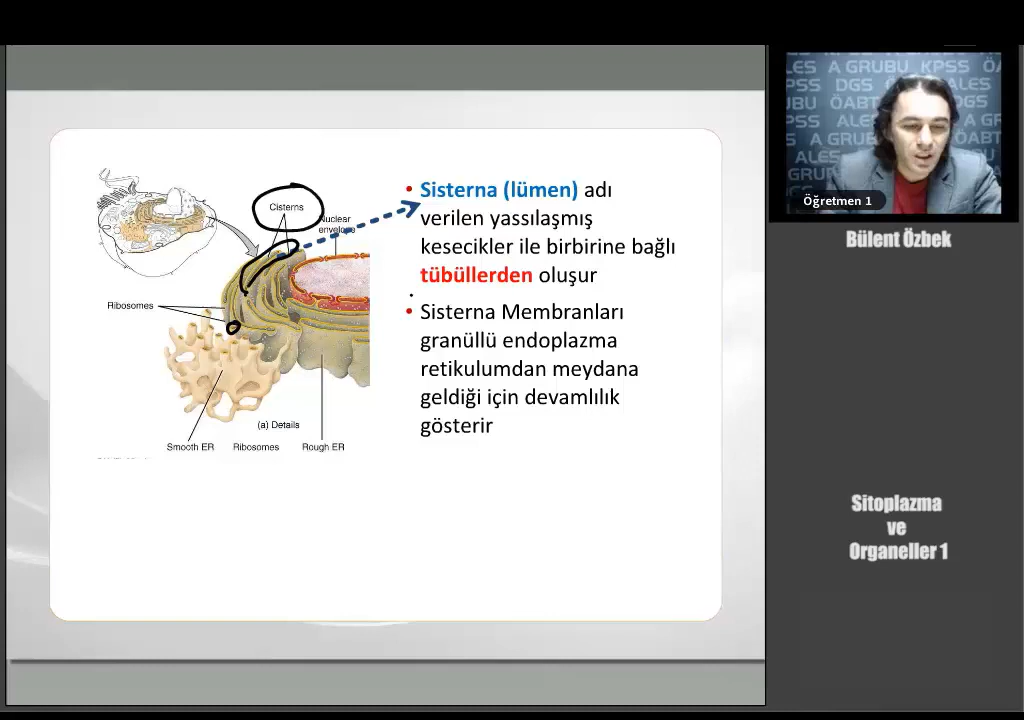 Cisterns
Nuclear
envelope
Ribosomes
(a) Details
Smooth ER
Ribosomes
Rough ER
• Sisterna (lümen) adı
verilen yassılaşmış
kesecikler ile birbirine bağlı
tübüllerden oluşur
• Sisterna Membranları
granüllü endoplazma
retikulumdan meydana
geldiği için devamlılık
gösterir
A GRUBU KPSS
DGS
ALES
ÖABT
A GRUBU
ALES
Öğretmen 1
Bülent Özbek
Sitoplazma
ve
Organeller 1